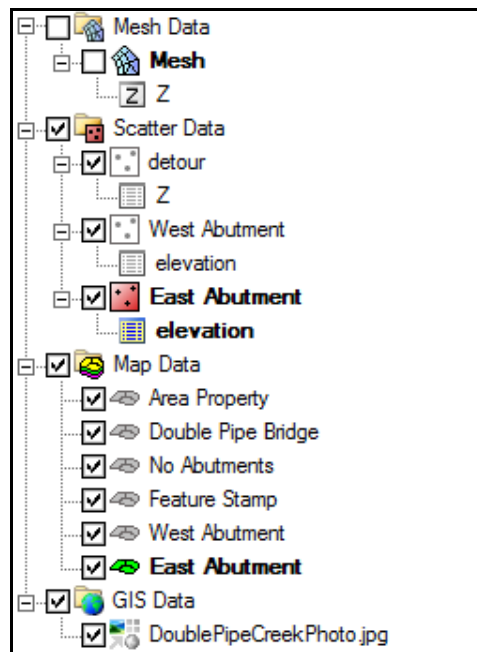 Mesh Data
Mesh
Z Z
Scatter Data
detour
Z
West Abutment
elevation
East Abutment
elevation
Map Data
Area Property
Double Pipe Bridge
No Abutments
Feature Stamp
West Abutment
East Abutment
GIS Data
DoublePipeCreekPhoto.jpg